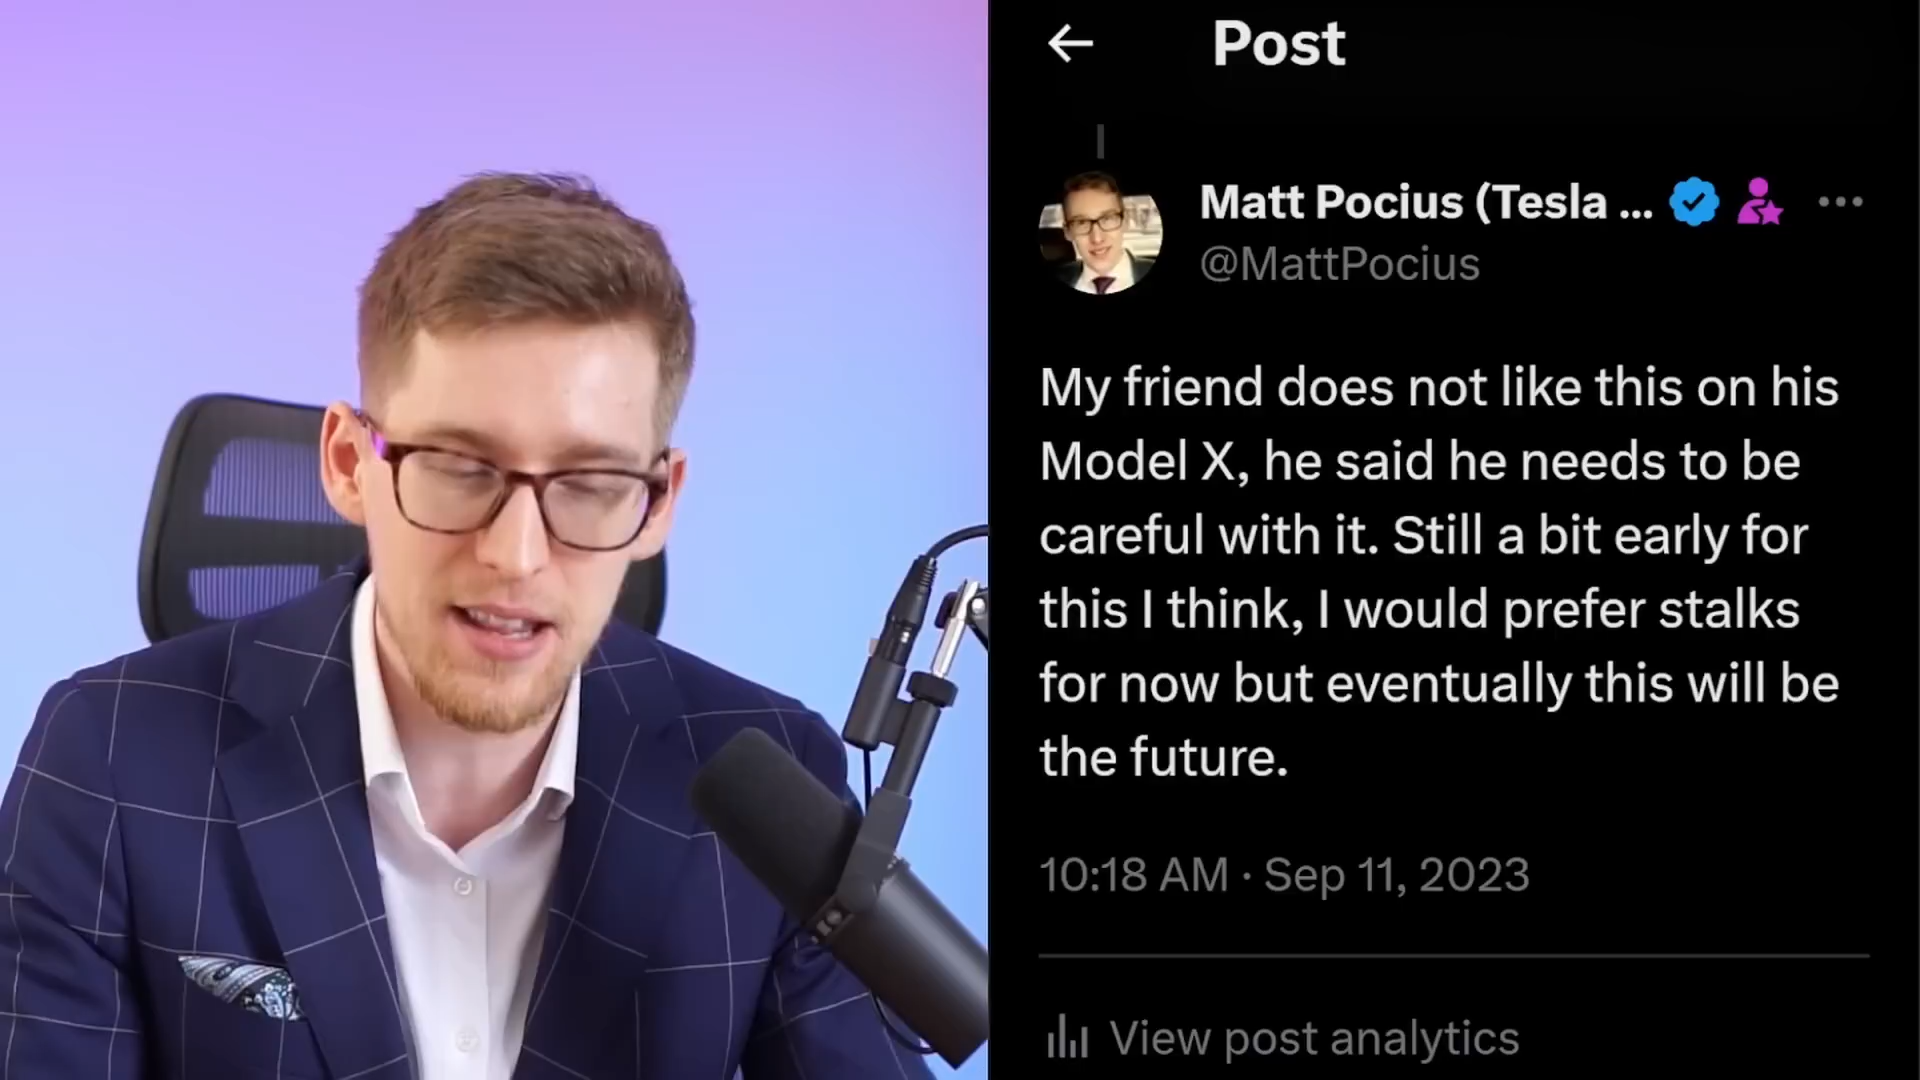 Post
Matt Pocius (Tesla ...
@MattPocius
My friend does not like this on his
Model X, he said he needs to be
careful with it. Still a bit early for
this I think, I would prefer stalks
for now but eventually this will be
the future.
10:18 AM · Sep 11, 2023
View post analytics